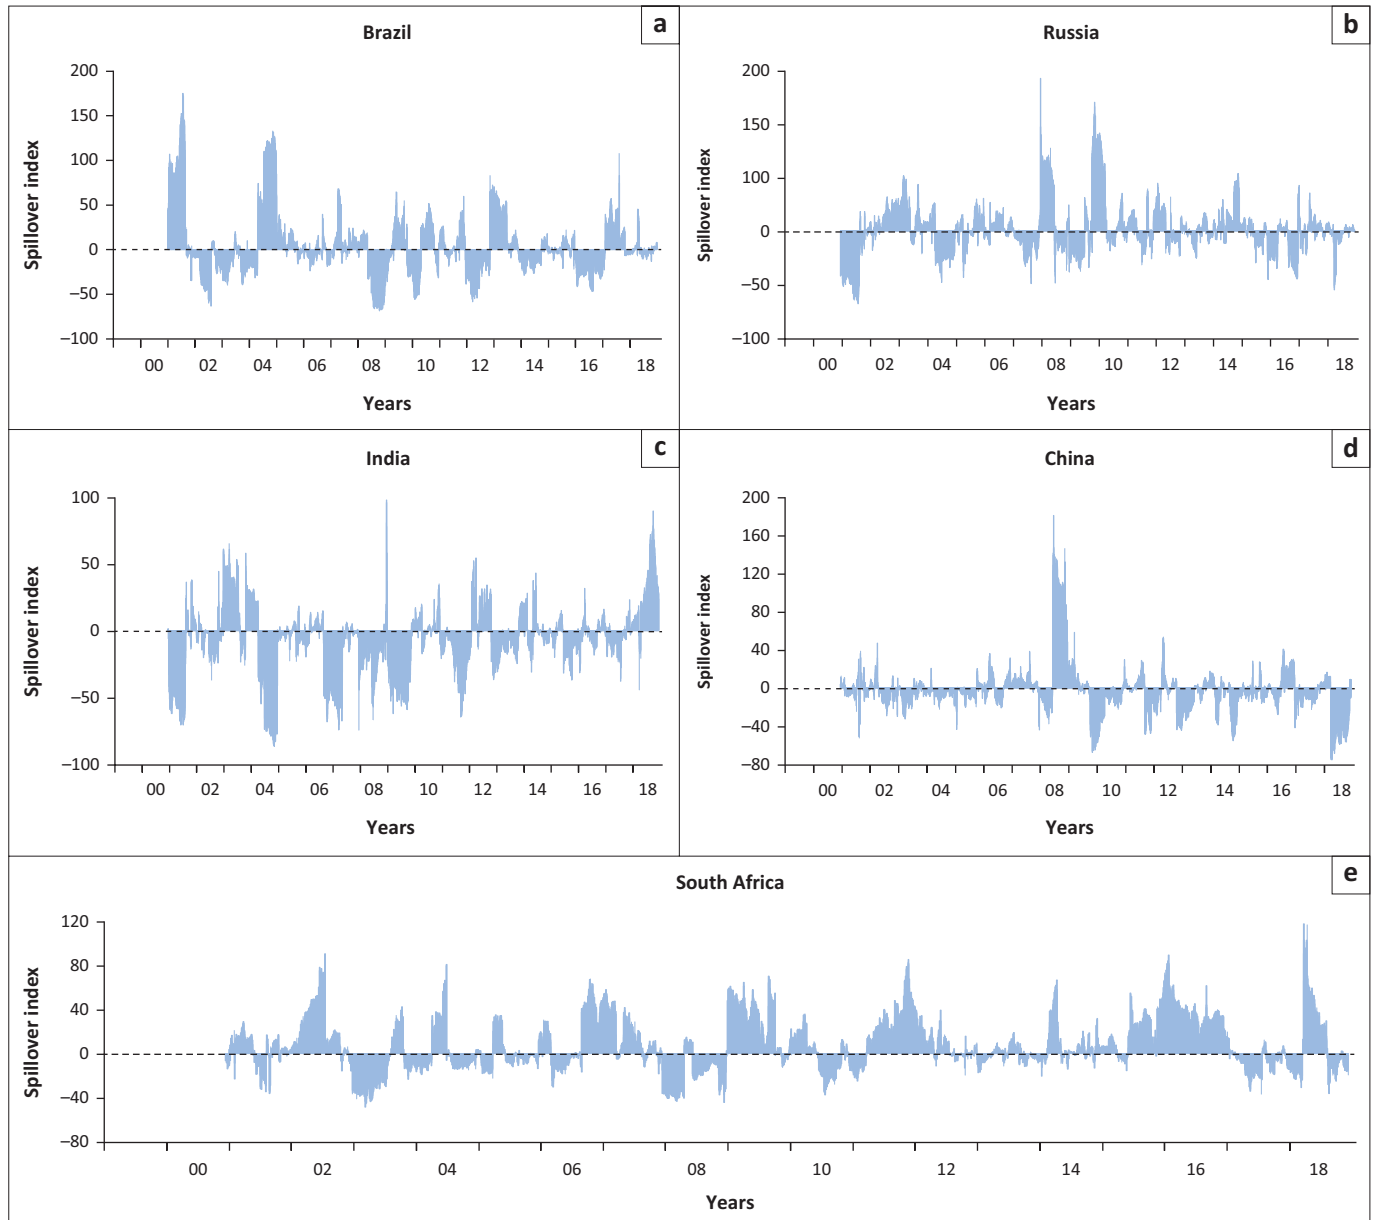 Brazil
a
Spillover index
200
150
100
50
0
–50
–100
00 02 04 06 08 10 12 14 16 18
Years
Russia
b
Spillover index
200
150
100
100
0
–50
–100
00 02 04 06 08 10 12 14 16 18
Years
India
c
Spillover index
100
50
0
–50
–100
00 02 04 06 08 10 12 14 16 18
Years
China
d
Spillover index
200
160
120
80
40
0
–40
–80
00 02 04 06 08 10 12 14 16 18
Years
South Africa
e
Spillover index
120
80
40
0
–40
–80
00 02 04 06 08 10 12 14 16 18
Years